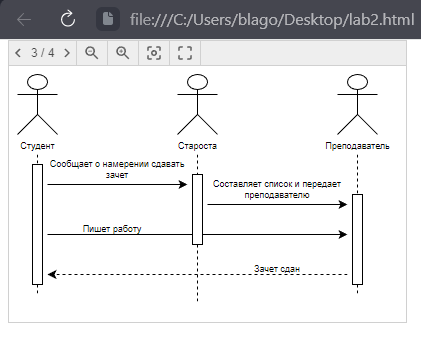 file:///C:/Users/blago/Desktop/lab2.html
3 / 4
Студент
Староста
Преподаватель
Сообщает о намерении сдавать
зачет
Составляет список и передает
преподавателю
Пишет работу
Зачет сдан